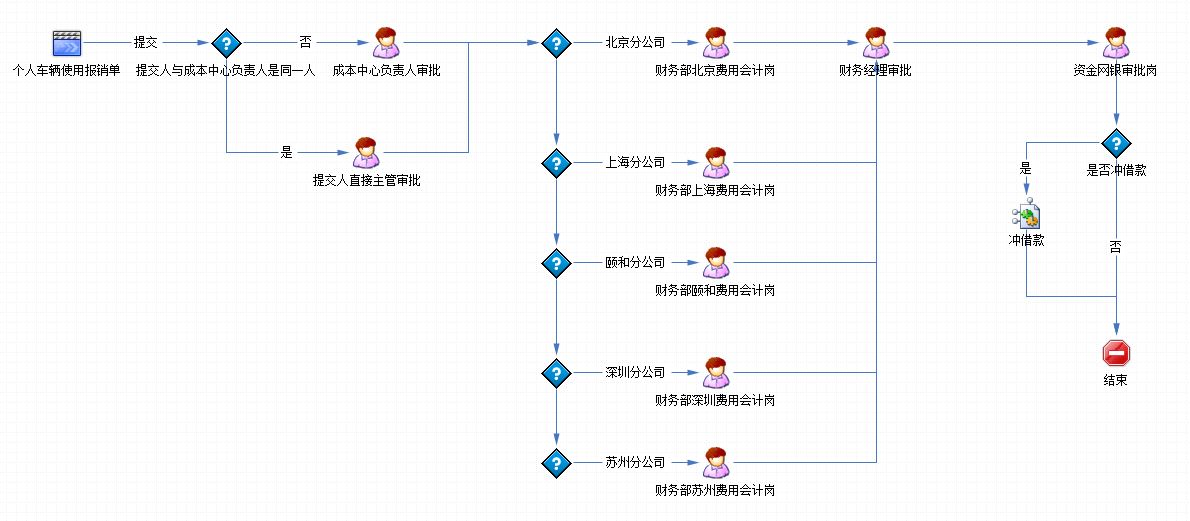 提交
否
北京分公司
个人车辆使用报销单
提交人与成本中心负责人是同一人
成本中心负责人审批
财务部北京费用会计岗
财务经理审批
资金网银审批岗
是
提交人直接主管审批
上海分公司
财务部上海费用会计岗
是否冲借款
是
冲借款
否
颐和分公司
财务部颐和费用会计岗
深圳分公司
财务部深圳费用会计岗
结束
苏州分公司
财务部苏州费用会计岗